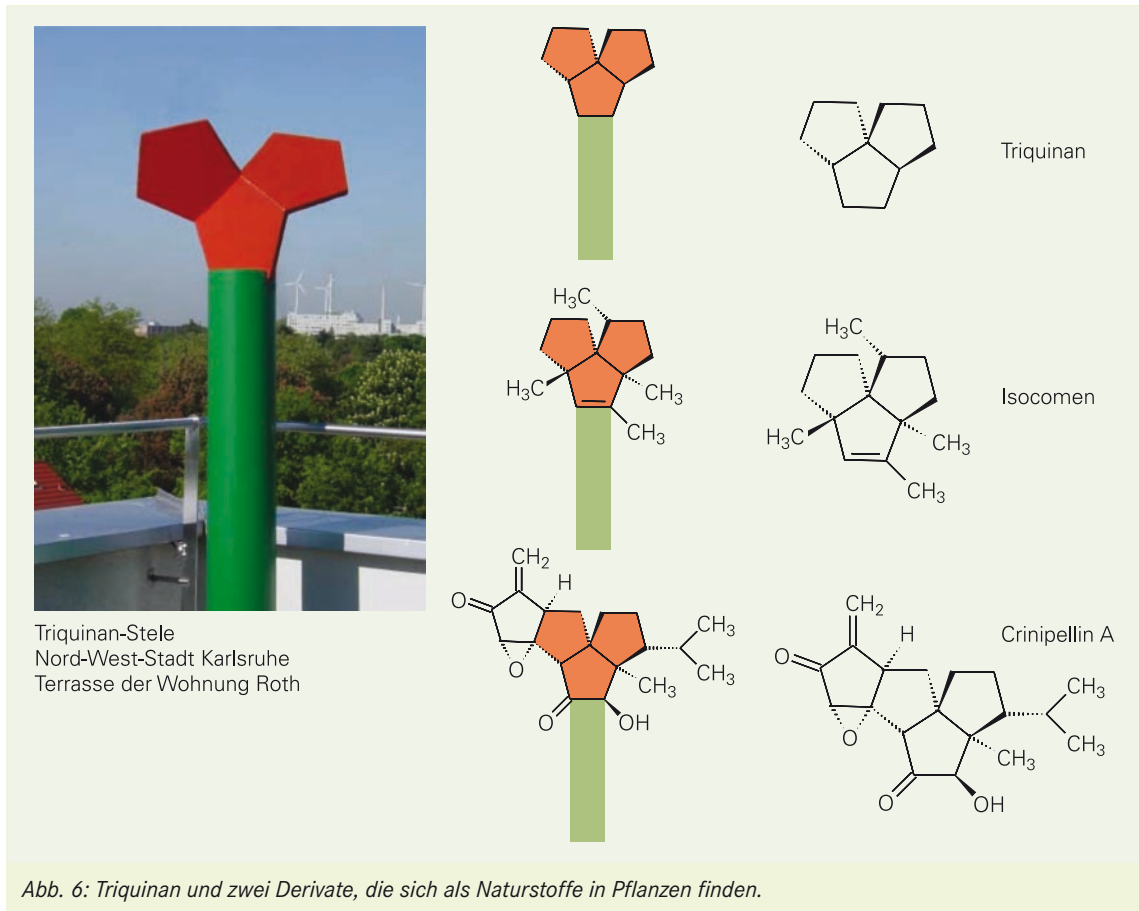 Triquinan
H₃C
H₃C
CH₃
CH₃
H₃C
H₃C
CH₃
CH₃
Isocomen
CH₂
H
O
O
CH₃
CH₃
CH₃
O
OH
CH₂
H
O
O
CH₃
CH₃
CH₃
O
OH
Crinipellin A
Triquinan-Stele
Nord-West-Stadt Karlsruhe
Terrasse der Wohnung Roth
Abb. 6: Triquinan und zwei Derivate, die sich als Naturstoffe in Pflanzen finden.